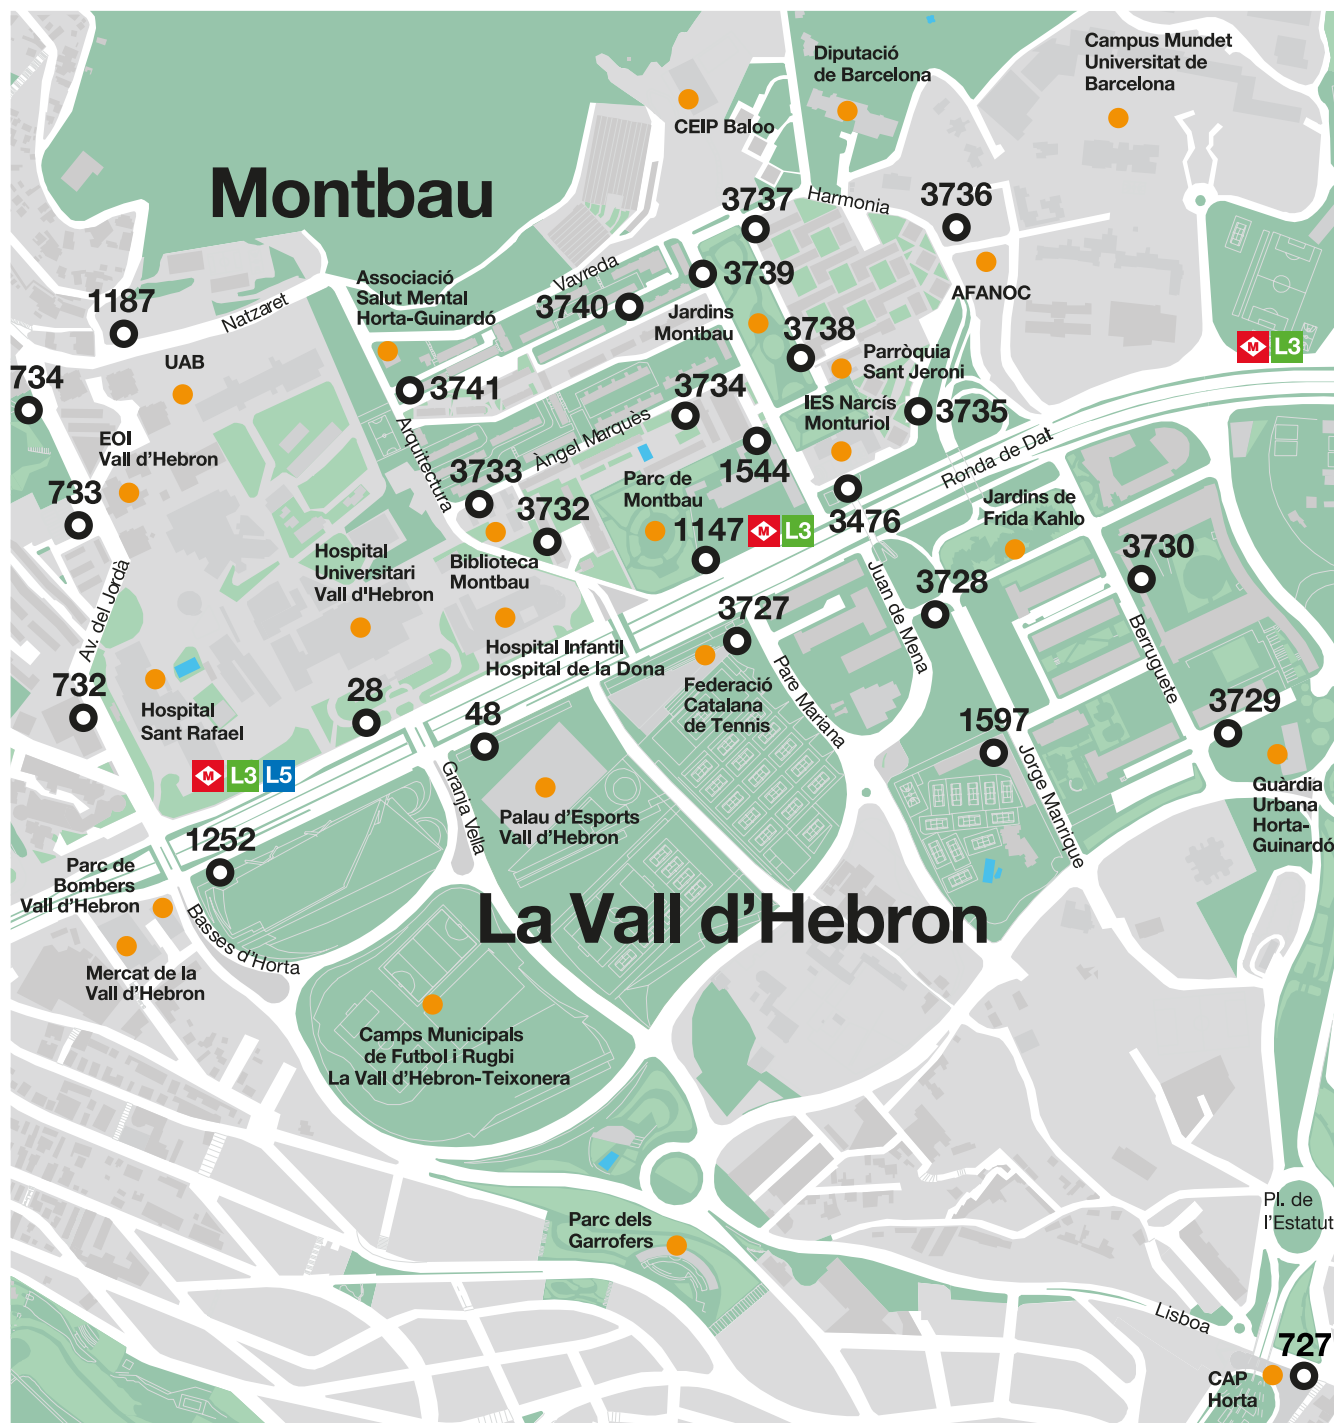 Campus Mundet
Universitat de
Barcelona
Diputació
de Barcelona
CEIP Baloo
Montbau
3737
Harmonia
3736
Associació
Salut Mental
Horta-Guinardó
Vayreda
3739
3740
AFANOC
1187
Natzaret
Jardins
Montbau
3738
M L3
UAB
Parròquia
Sant Jeroni
734
3741
3734
IES Narcís
Monturiol
3735
EOI
Vall d'Hebron
Arquitectura
Àngel Marquès
1544
Ronda de Dalt
733
3733
3732
Parc de
Montbau
1147
M L3
3476
Jardins de
Frida Kahlo
Hospital
Universitari
Vall d'Hebron
Biblioteca
Montbau
3730
Av. del Jordà
Juan de Mena
3728
3727
Hospital Infantil
Hospital de la Dona
Berruguete
732
Hospital
Sant Rafael
28
48
Federació
Catalana
de Tennis
Pare Mariana
1597
3729
M L3 L5
Granja Vella
Palau d'Esports
Vall d'Hebron
Jorge Manrique
Guàrdia
Urbana
Horta-
Guinardó
1252
Parc de
Bombers
Vall d'Hebron
Basses d'Horta
La Vall d'Hebron
Mercat de la
Vall d'Hebron
Camps Municipals
de Futbol i Rugbi
La Vall d'Hebron-Teixonera
Parc dels
Garrofers
Pl. de
l'Estatut
Lisboa
727
CAP
Horta